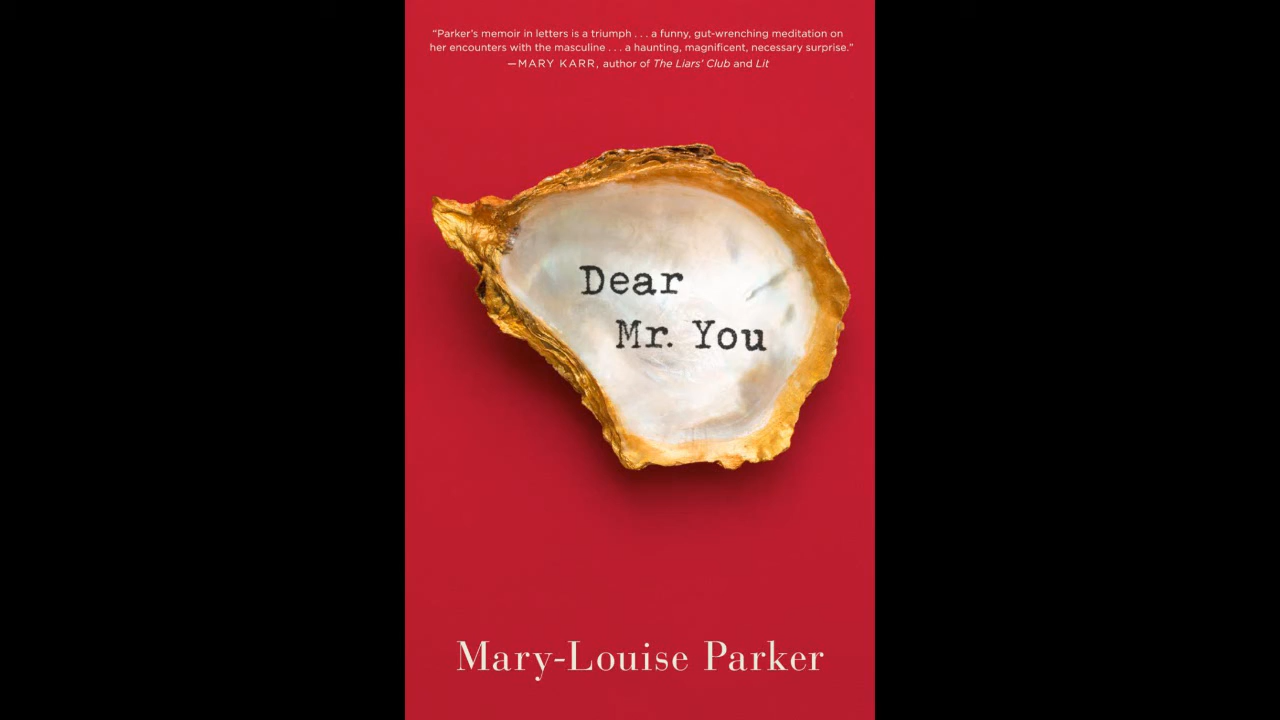 “Parker’s memoir in letters is a triumph . . . a funny, gut-wrenching meditation on
her encounters with the masculine . . . a haunting, magnificent, necessary surprise.”
—MARY KARR, author of The Liars’ Club and Lit
Dear
Mr. You
Mary-Louise Parker